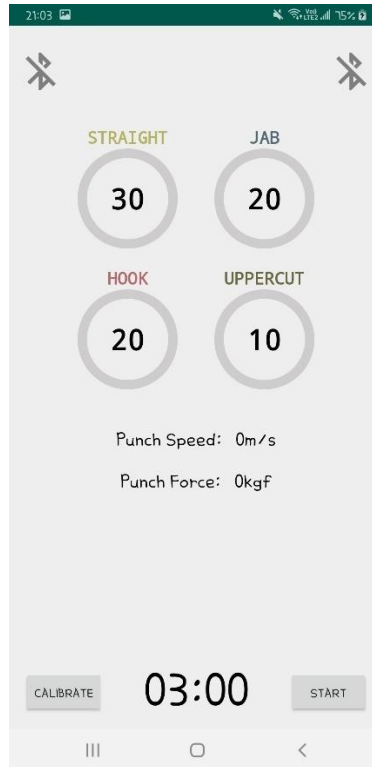 21:03 75%
STRAIGHT JAB
30 20
HOOK UPPERCUT
20 10
Punch Speed: 0m/s
Punch Force: 0kgf
CALIBRATE 03:00 START